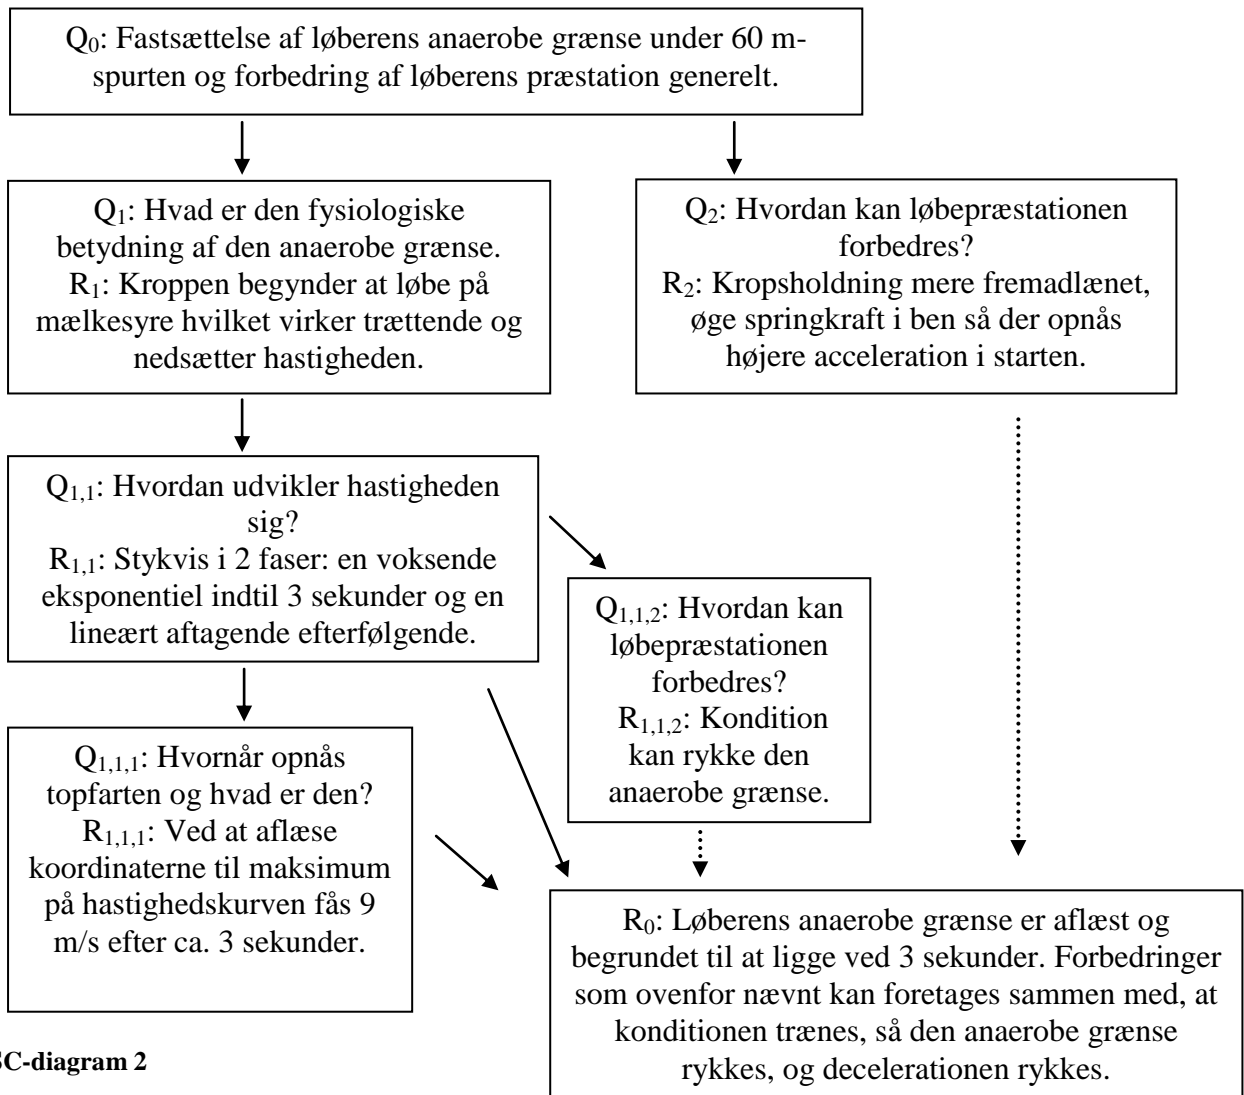 Q₀: Fastsættelse af løberens anaerobe grænse under 60 m-
spurten og forbedring af løberens præstation generelt.
Q₁: Hvad er den fysiologiske
betydning af den anaerobe grænse.
R₁: Kroppen begynder at løbe på
mælkesyre hvilket virker trættende og
nedsætter hastigheden.
Q₂: Hvordan kan løbepræstationen
forbedres?
R₂: Kropsholdning mere fremadlænet,
øge springkraft i ben så der opnås
højere acceleration i starten.
Q₁,₁: Hvordan udvikler hastigheden
sig?
R₁,₁: Stykvis i 2 faser: en voksende
eksponentiel indtil 3 sekunder og en
lineært aftagende efterfølgende.
Q₁,₁,₂: Hvordan kan
løbepræstationen
forbedres?
R₁,₁,₂: Kondition
kan rykke den
anaerobe grænse.
Q₁,₁,₁: Hvornår opnås
topfarten og hvad er den?
R₁,₁,₁: Ved at aflæse
koordinaterne til maksimum
på hastighedskurven fås 9
m/s efter ca. 3 sekunder.
R₀: Løberens anaerobe grænse er aflæst og
begrundet til at ligge ved 3 sekunder. Forbedringer
som ovenfor nævnt kan foretages sammen med, at
konditionen trænes, så den anaerobe grænse
rykkes, og decelerationen rykkes.
C-diagram 2